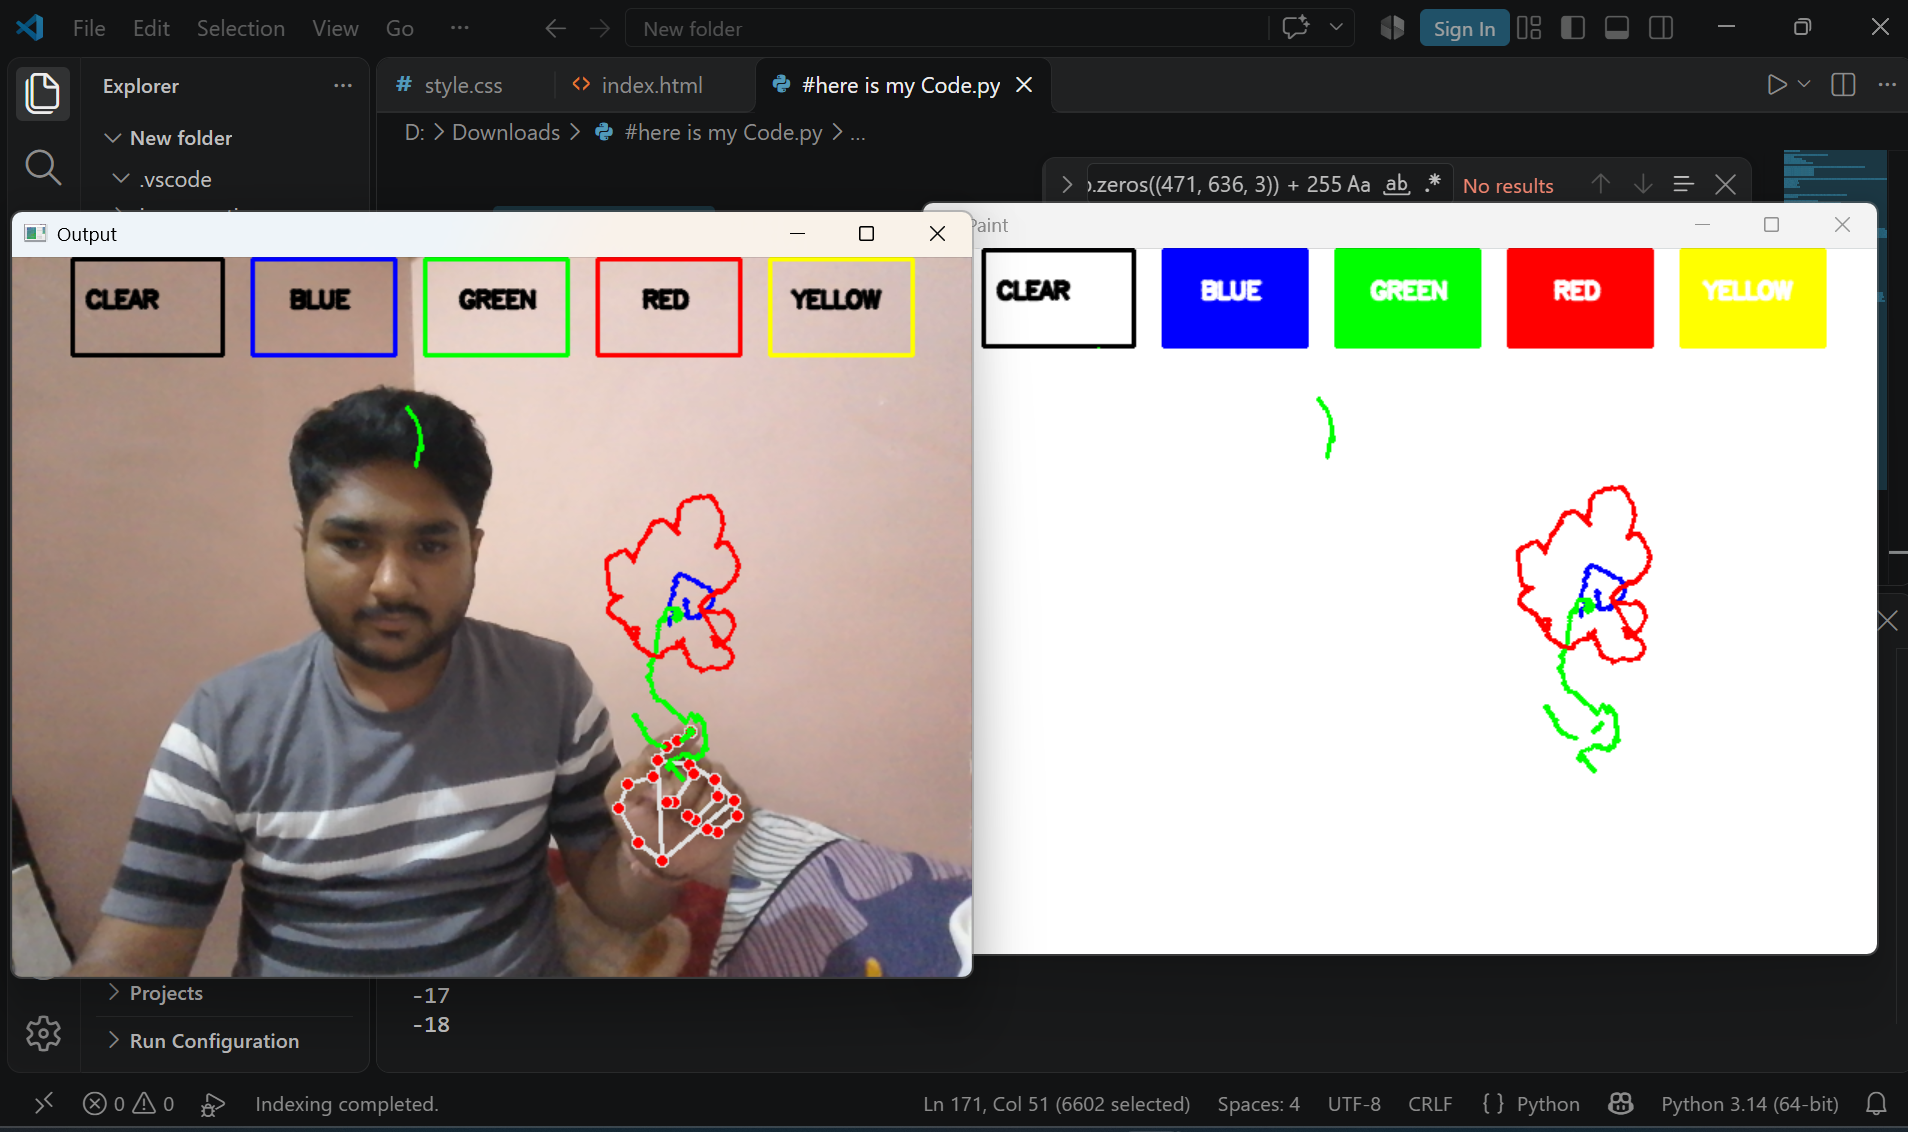 File Edit Selection View Go ...
New folder
Sign In
Explorer ...
style.css
index.html
#here is my Code.py
D: > Downloads > #here is my Code.py > ...
New folder
.vscode
.zeros((471, 636, 3)) + 255
Aa ab .*
No results
Output
CLEAR BLUE GREEN RED YELLOW
Paint
CLEAR BLUE GREEN RED YELLOW
-17
-18
Projects
Run Configuration
0 0
Indexing completed.
Ln 171, Col 51 (6602 selected)
Spaces: 4
UTF-8
CRLF
{ } Python
Python 3.14 (64-bit)